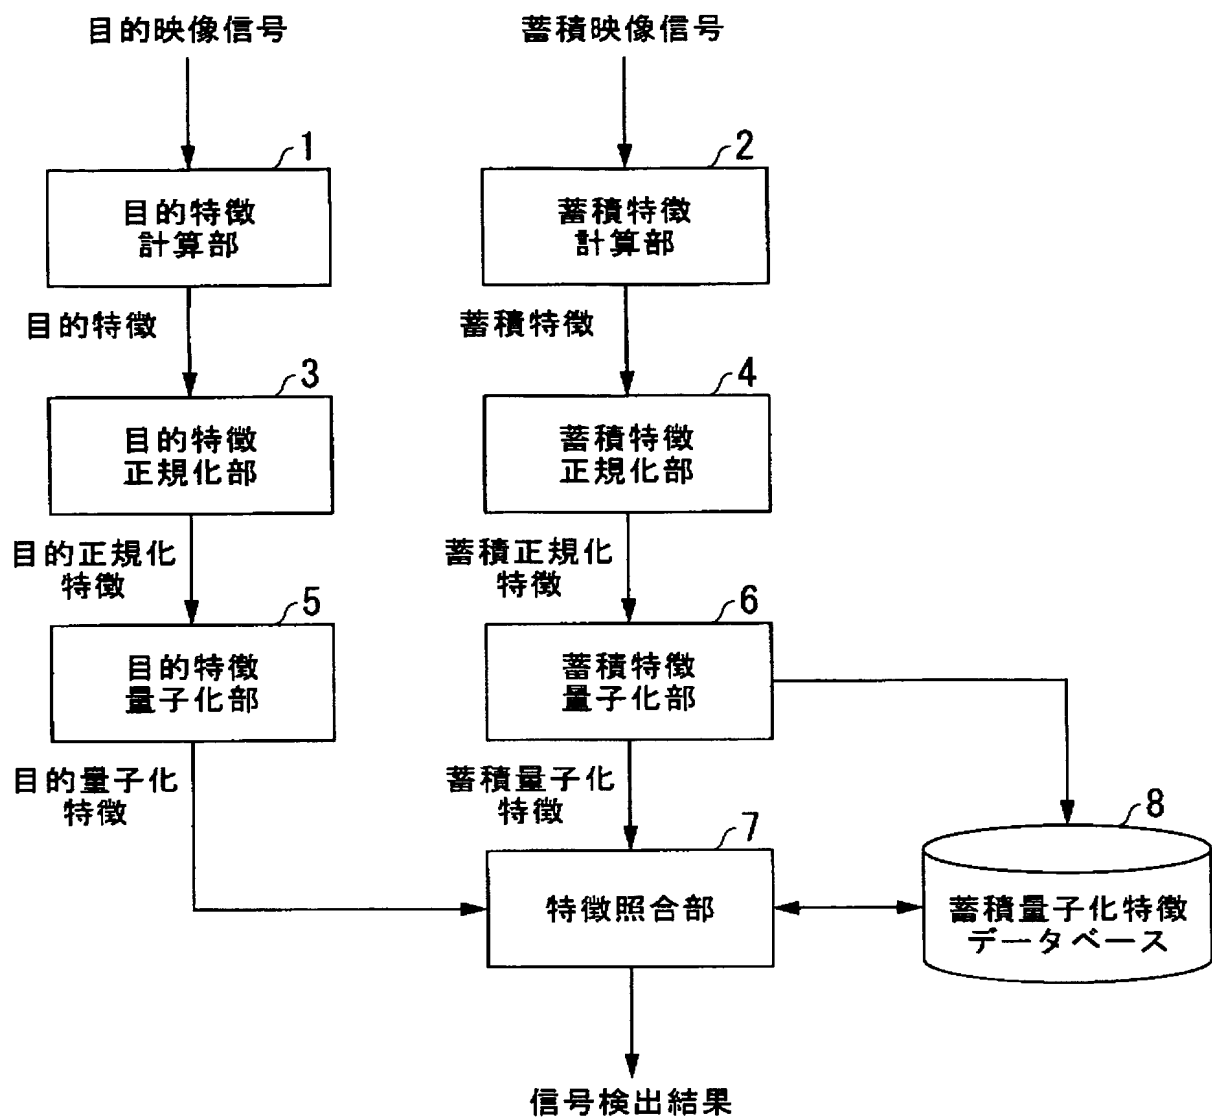 目的映像信号
蓄積映像信号
1
目的特徴
計算部
2
蓄積特徴
計算部
目的特徴
蓄積特徴
3
目的特徴
正規化部
4
蓄積特徴
正規化部
目的正規化
特徴
蓄積正規化
特徴
5
目的特徴
量子化部
6
蓄積特徴
量子化部
目的量子化
特徴
蓄積量子化
特徴
7
特徴照合部
8
蓄積量子化特徴
データベース
信号検出結果